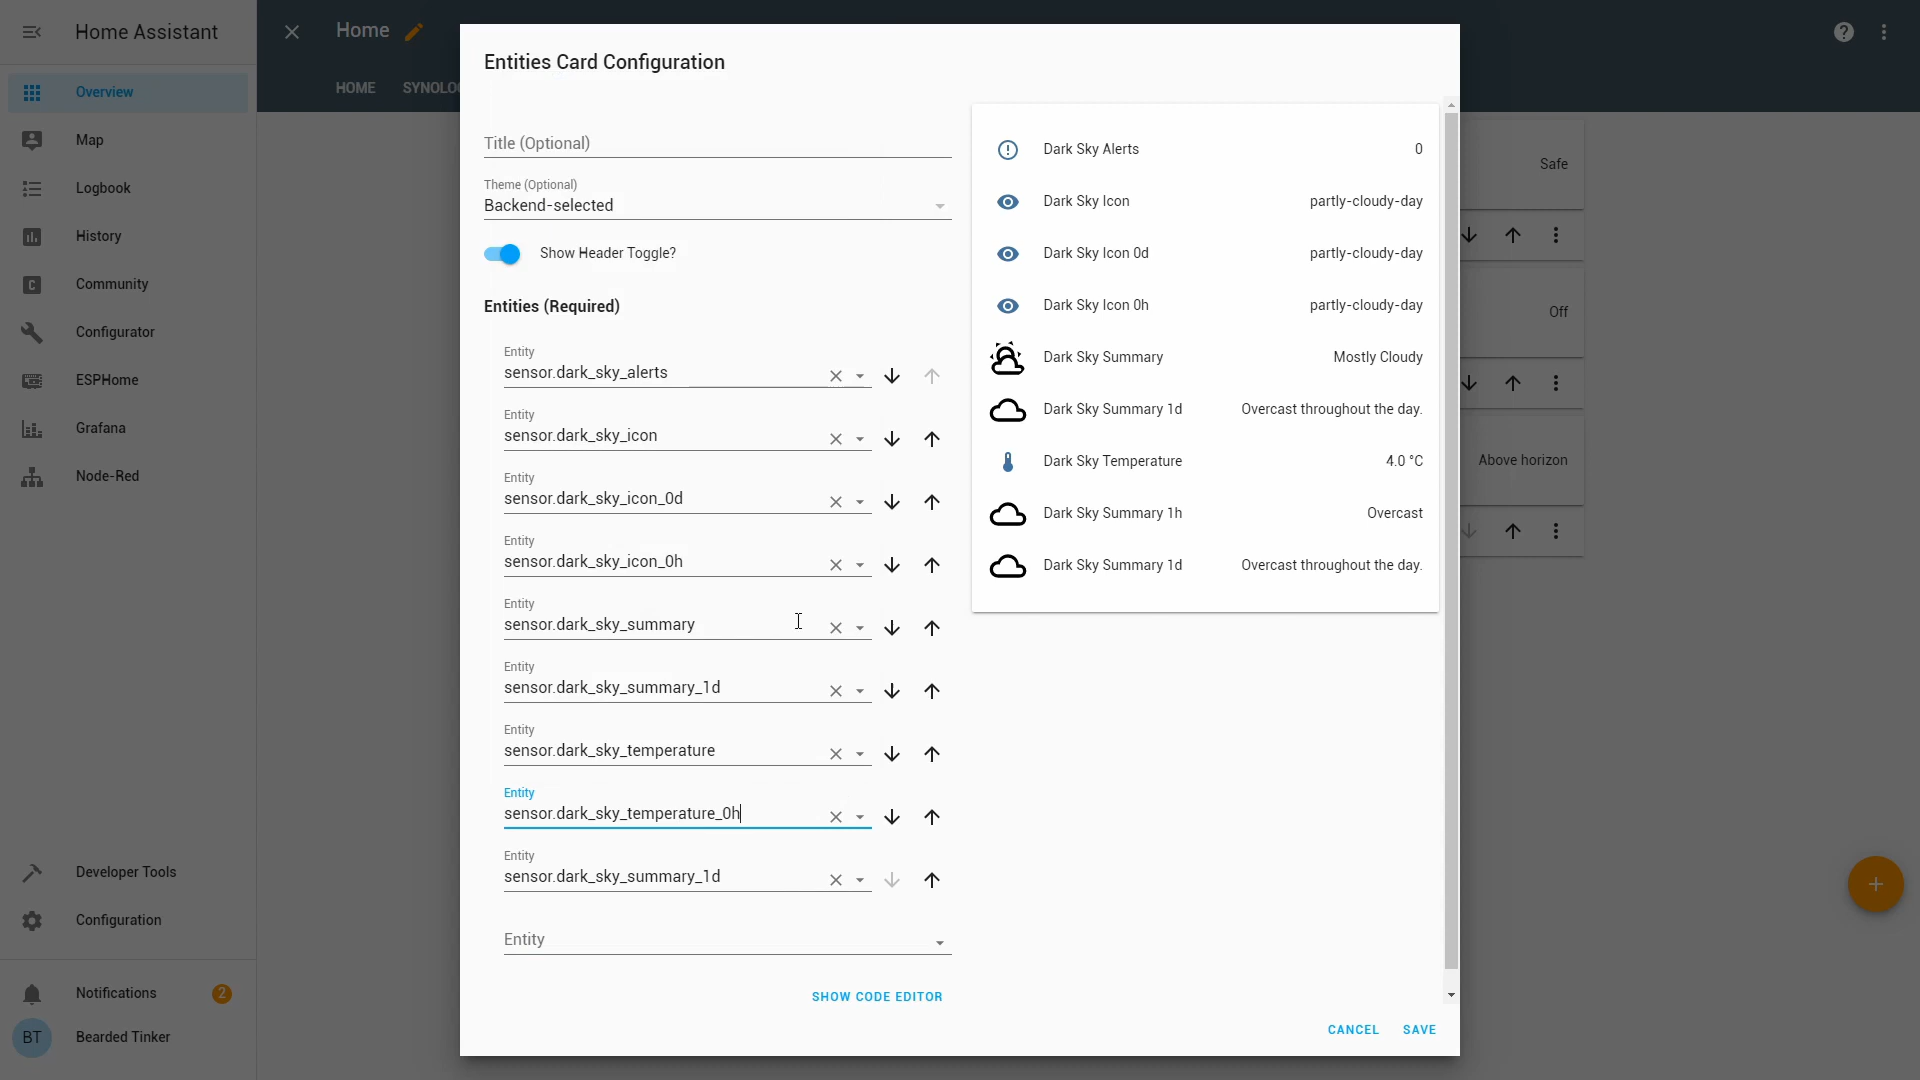 Home Assistant
Overview
Map
Logbook
History
Community
Configurator
ESPHome
Grafana
Node-Red
Developer Tools
Configuration
Notifications
2
BT
Bearded Tinker
Home
HOME
SYNOLO
Entities Card Configuration
Title (Optional)
Theme (Optional)
Backend-selected
Show Header Toggle?
Entities (Required)
Entity
sensor.dark_sky_alerts
Entity
sensor.dark_sky_icon
Entity
sensor.dark_sky_icon_0d
Entity
sensor.dark_sky_icon_0h
Entity
sensor.dark_sky_summary
Entity
sensor.dark_sky_summary_1d
Entity
sensor.dark_sky_temperature
Entity
sensor.dark_sky_temperature_0h
Entity
sensor.dark_sky_summary_1d
Entity
SHOW CODE EDITOR
Dark Sky Alerts 0
Dark Sky Icon partly-cloudy-day
Dark Sky Icon 0d partly-cloudy-day
Dark Sky Icon 0h partly-cloudy-day
Dark Sky Summary Mostly Cloudy
Dark Sky Summary 1d Overcast throughout the day.
Dark Sky Temperature 4.0 °C
Dark Sky Summary 1h Overcast
Dark Sky Summary 1d Overcast throughout the day.
CANCEL SAVE
Safe
Off
Above horizon